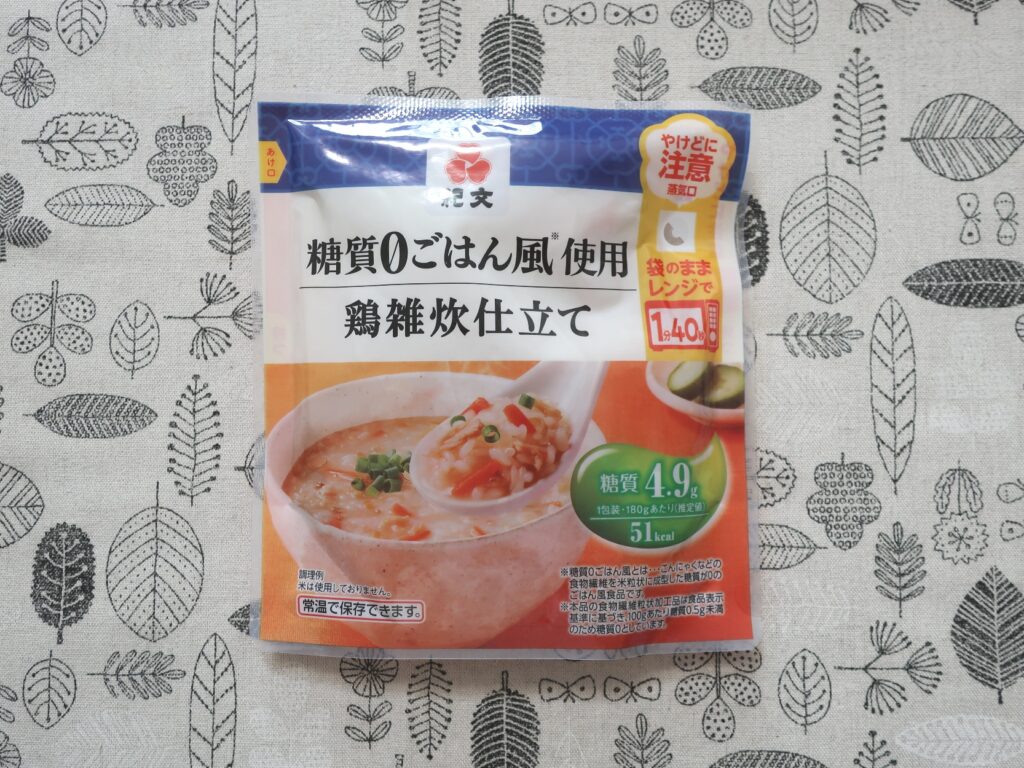 あけ口
紀文
やけどに
注意
蒸気口
袋のまま
レンジで
1分40秒
糖質0ごはん風※使用
鶏雑炊仕立て
糖質 4.9g
1包装・180gあたり(推定値)
51kcal
調理例
米は使用しておりません。
常温で保存できます。
※糖質0ごはん風とは…こんにゃくなどの
食物繊維を米粒状に成型した糖質が0の
ごはん風食品です。
※本品の食物繊維粒状加工品は食品表示
基準に基づき、100gあたり糖質0.5g未満
のため糖質0としています。